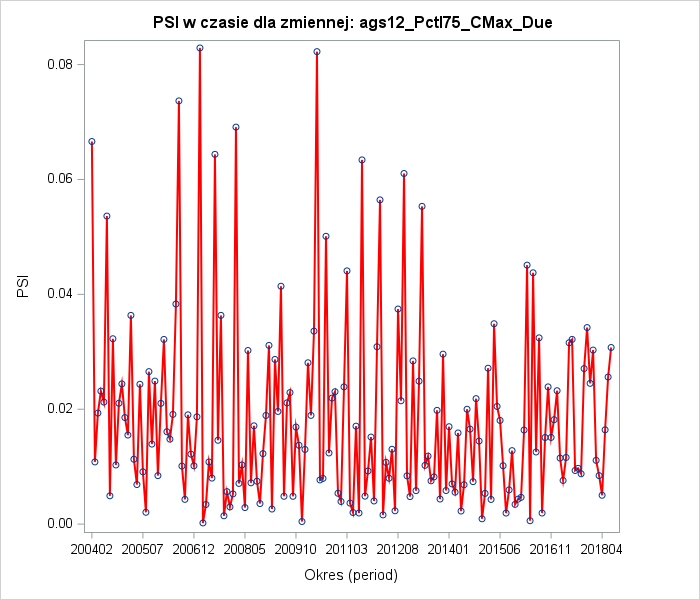 PSI w czasie dla zmiennej: ags12_Pctl75_CMax_Due
0.08
0.06
0.04
0.02
0.00
PSI
200402 200507 200612 200805 200910 201103 201208 201401 201506 201611 201804
Okres (period)